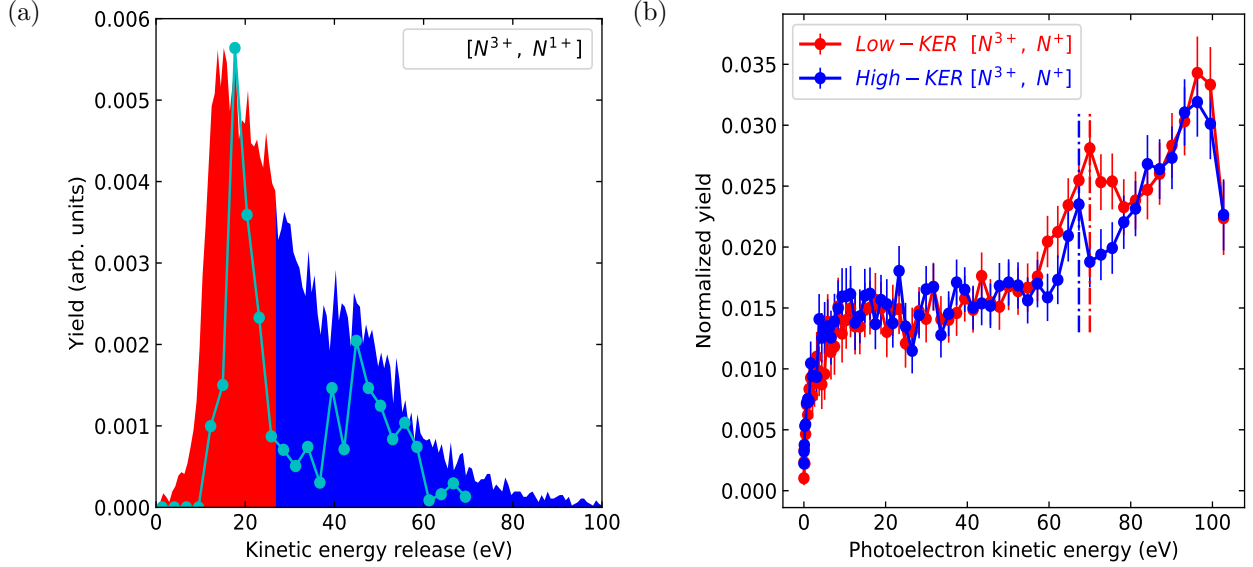 (a)
0.006
0.005
0.004
0.003
0.002
0.001
0.000
Yield (arb. units)
[N3+, N1+]
0 20 40 60 80 100
Kinetic energy release (eV)
(b)
0.035
0.030
0.025
0.020
0.015
0.010
0.005
0.000
Normalized yield
Low−KER [N3+, N+]
High−KER [N3+, N+]
0 20 40 60 80 100
Photoelectron kinetic energy (eV)